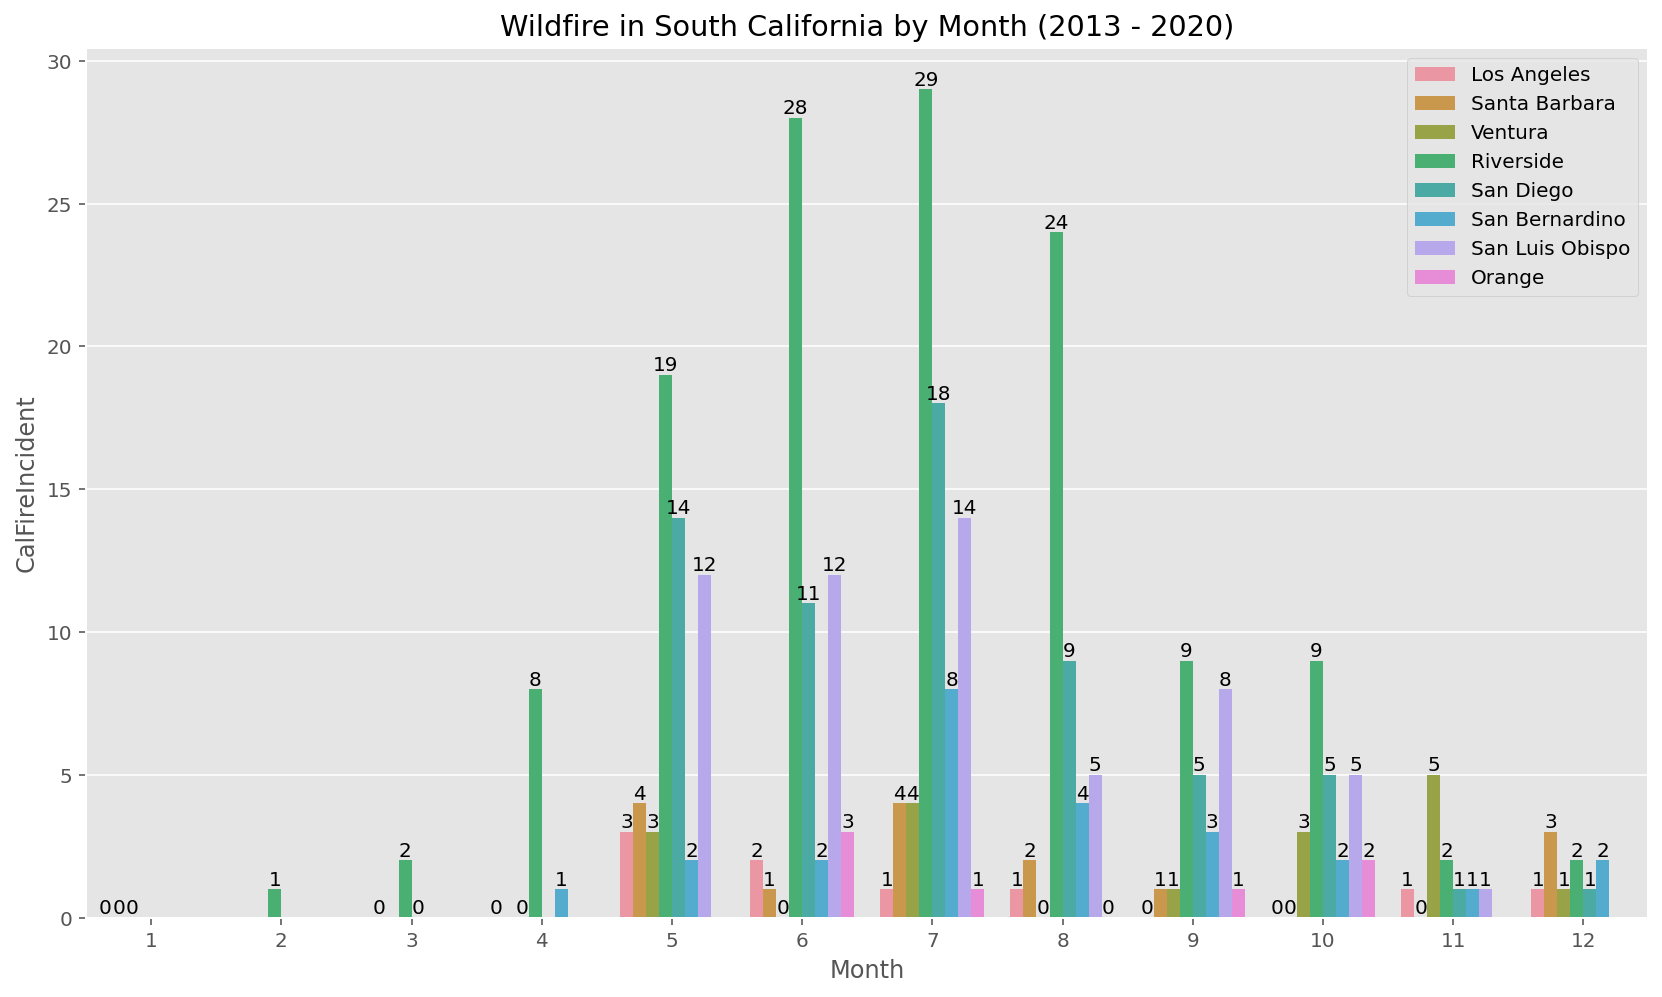 Wildfire in South California by Month (2013 - 2020)
CalFireIncident
30
25
20
15
10
5
0
Los Angeles
Santa Barbara
Ventura
Riverside
San Diego
San Bernardino
San Luis Obispo
Orange
0 0 0
1
0 2 0
0 0 8 1
3 4 3 19 14 2 12
2 1 0 28 11 2 12 3
1 4 4 29 18 8 14 1
1 2 0 24 9 4 5 0
0 1 1 9 5 3 8 1
0 0 3 9 5 2 5 2
1 0 5 2 1 1 1
1 3 1 2 1 2
1 2 3 4 5 6 7 8 9 10 11 12
Month